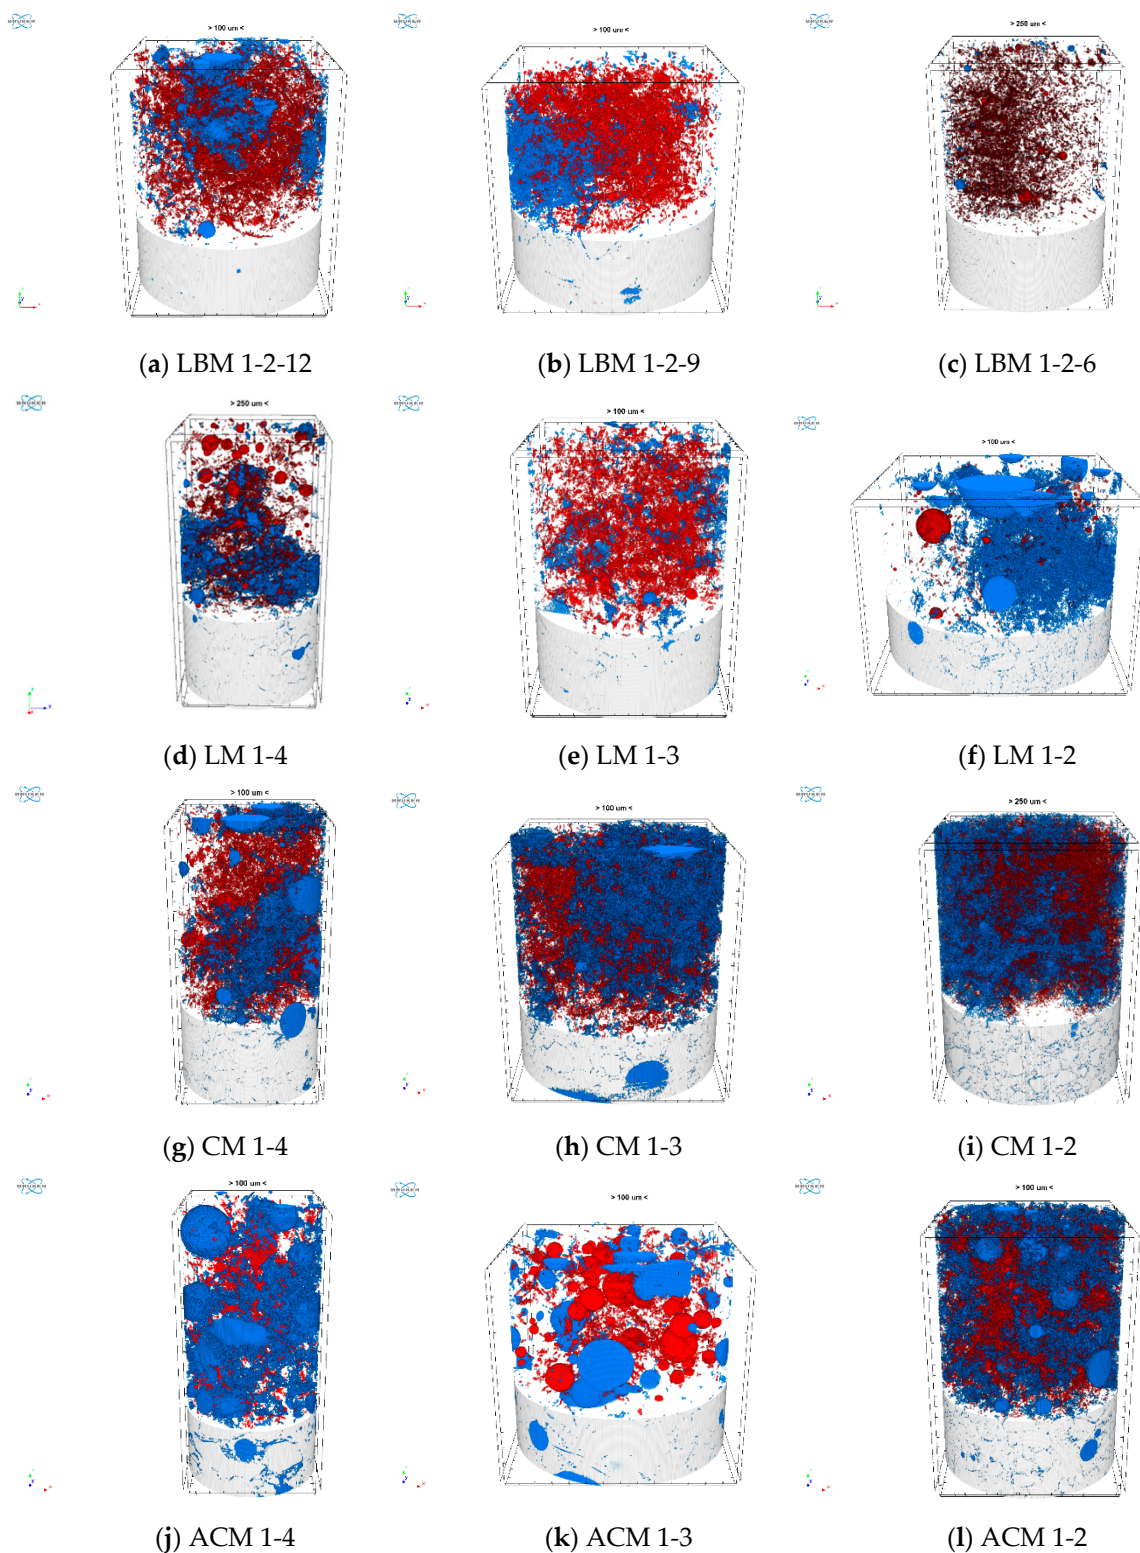 > 100 um <
> 100 um <
> 250 um <
(a) LBM 1-2-12
(b) LBM 1-2-9
(c) LBM 1-2-6
> 250 um <
> 100 um <
> 100 um <
(d) LM 1-4
(e) LM 1-3
(f) LM 1-2
> 100 um <
> 100 um <
> 250 um <
(g) CM 1-4
(h) CM 1-3
(i) CM 1-2
> 100 um <
> 100 um <
> 100 um <
(j) ACM 1-4
(k) ACM 1-3
(l) ACM 1-2